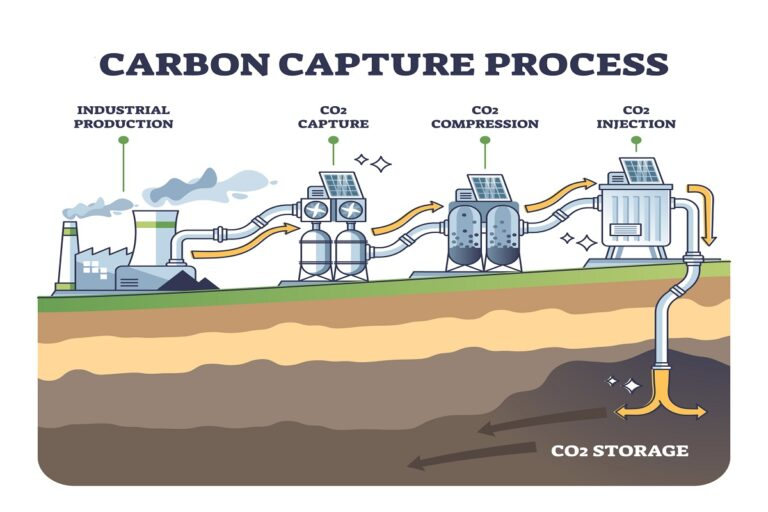 CARBON CAPTURE PROCESS
INDUSTRIAL
PRODUCTION
CO2
CAPTURE
CO2
COMPRESSION
CO2
INJECTION
CO2 STORAGE